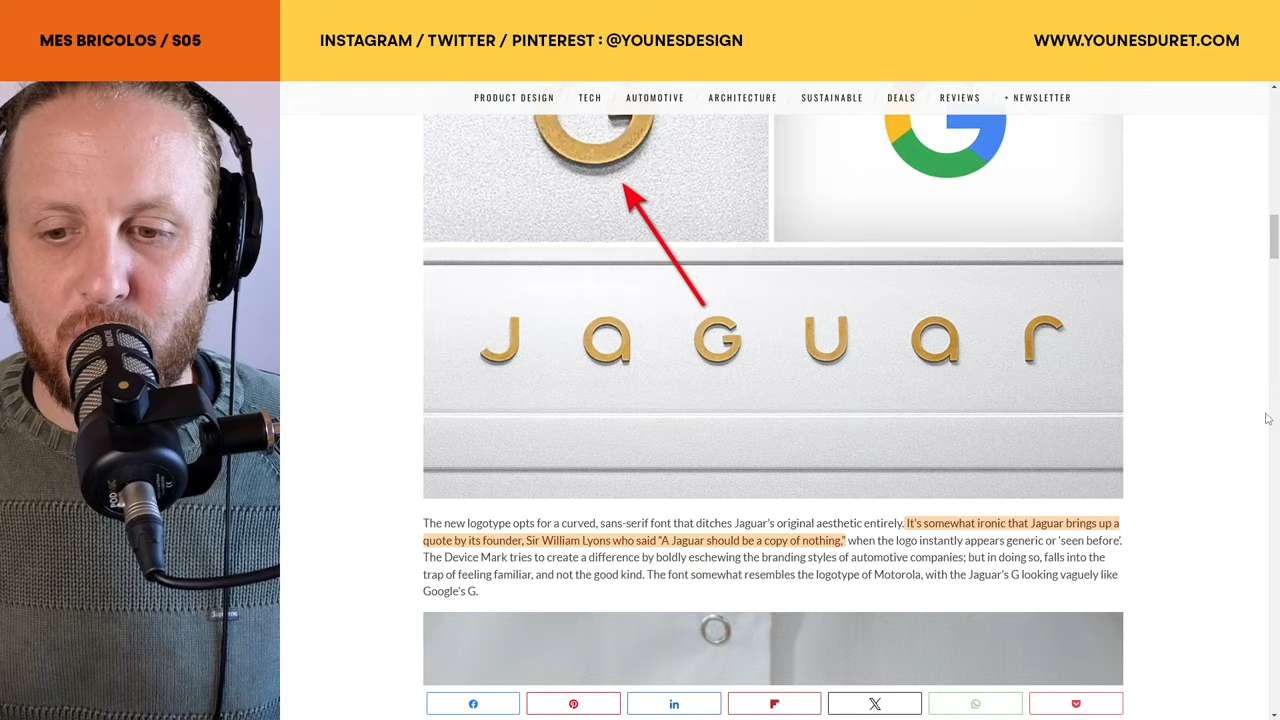 MES BRICOLOS / S05
INSTAGRAM / TWITTER / PINTEREST : @YOUNESDESIGN
WWW.YOUNESDURET.COM
PRODUCT DESIGN / TECH / AUTOMOTIVE / ARCHITECTURE / SUSTAINABLE / DEALS / REVIEWS / + NEWSLETTER
G G
JaGUar
The new logotype opts for a curved, sans-serif font that ditches Jaguar's original aesthetic entirely. It's somewhat ironic that Jaguar brings up a
quote by its founder, Sir William Lyons who said “A Jaguar should be a copy of nothing,” when the logo instantly appears generic or ‘seen before’.
The Device Mark tries to create a difference by boldly eschewing the branding styles of automotive companies; but in doing so, falls into the
trap of feeling familiar, and not the good kind. The font somewhat resembles the logotype of Motorola, with the Jaguar's G looking vaguely like
Google's G.
RODE
POD